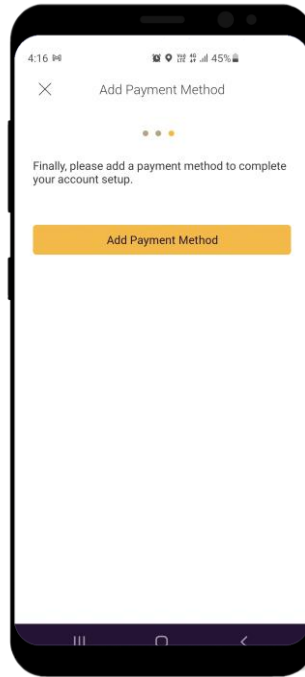 4:16 45%
Add Payment Method
Finally, please add a payment method to complete
your account setup.
Add Payment Method